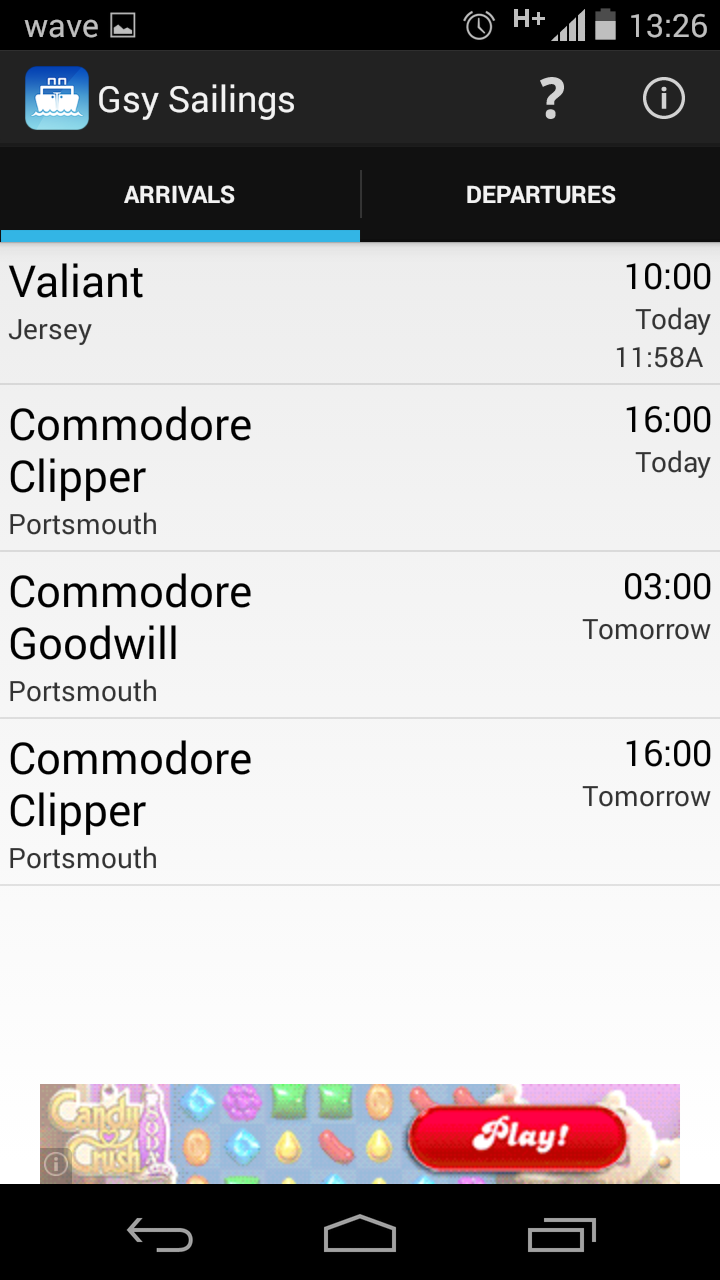 wave
H+
13:26
Gsy Sailings
?
i
ARRIVALS
DEPARTURES
Valiant
10:00
Jersey
Today
11:58A
Commodore
Clipper
16:00
Today
Portsmouth
Commodore
Goodwill
03:00
Tomorrow
Portsmouth
Commodore
Clipper
16:00
Tomorrow
Portsmouth
Candy
Crush
SODA
Play!
i